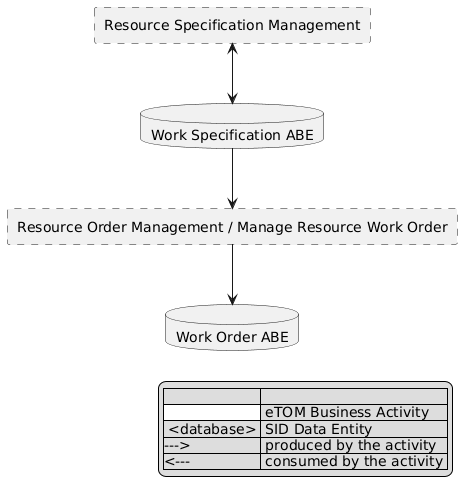 Resource Specification Management
Work Specification ABE
Resource Order Management / Manage Resource Work Order
Work Order ABE
eTOM Business Activity
<database> SID Data Entity
---> produced by the activity
<--- consumed by the activity